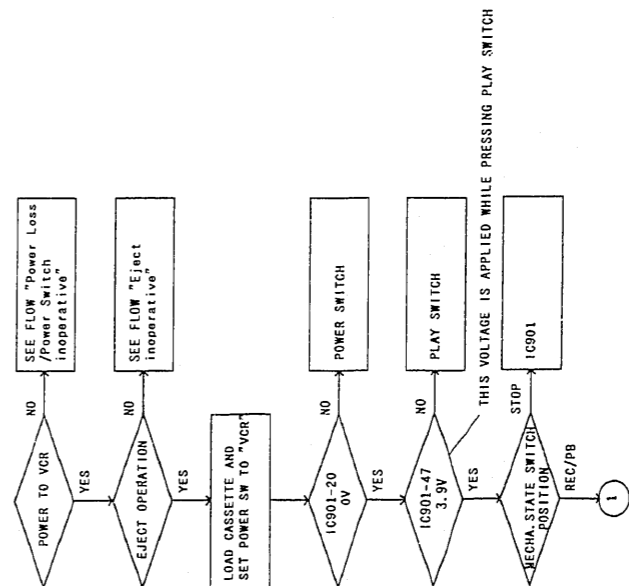 POWER TO VCR
NO
SEE FLOW "Power Loss
/Power Switch
inoperative"
YES
EJECT OPERATION
NO
SEE FLOW "Eject
inoperative"
YES
LOAD CASSETTE AND
SET POWER SW TO "VCR"
IC901-20
0V
NO
POWER SWITCH
YES
IC901-47
3.9V
NO
PLAY SWITCH
THIS VOLTAGE IS APPLIED WHILE PRESSING PLAY SWITCH
YES
MECHA.STATE SWITCH
POSITION
STOP
IC901
REC/PB
1